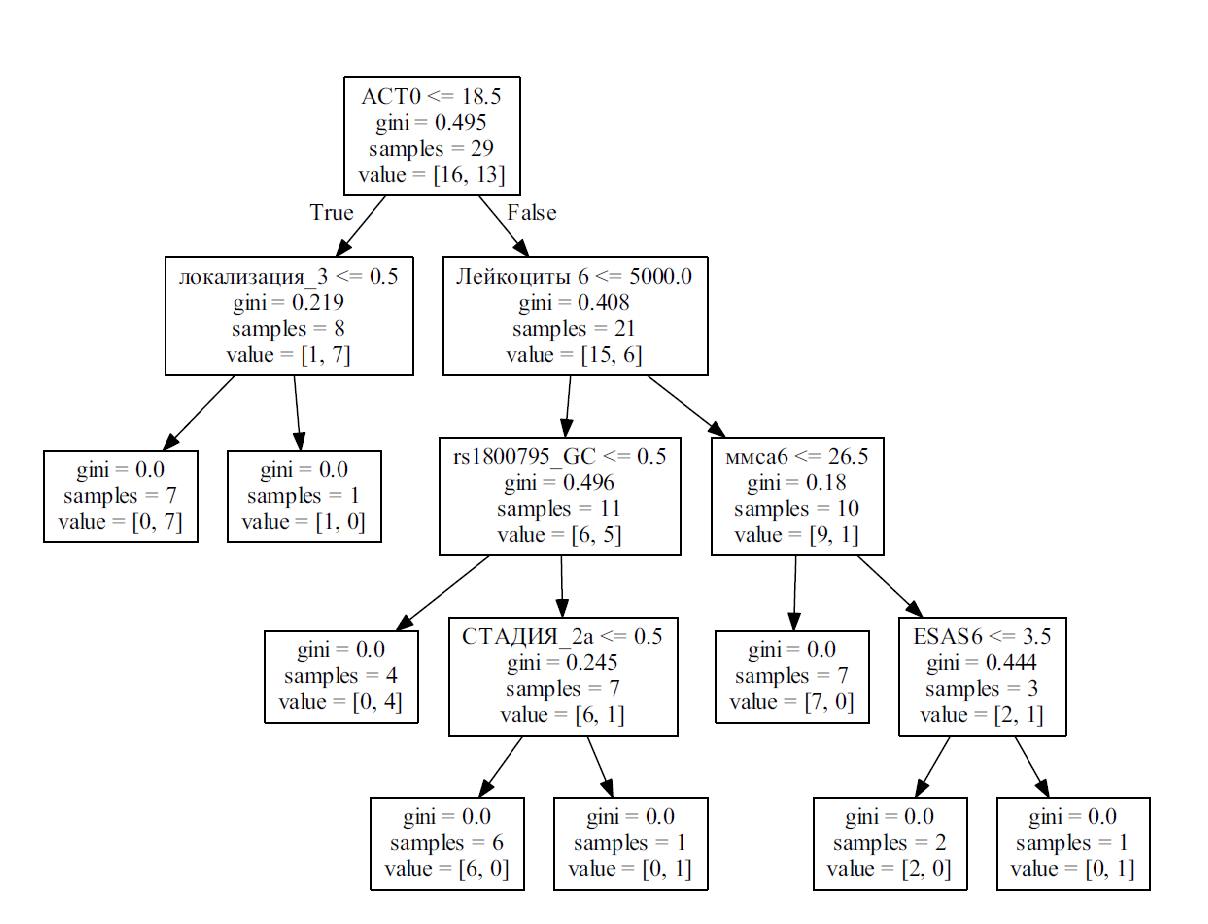 ACT0 <= 18.5
gini = 0.495
samples = 29
value = [16, 13]
True
False
локализация_3 <= 0.5
gini = 0.219
samples = 8
value = [1, 7]
Лейкоциты 6 <= 5000.0
gini = 0.408
samples = 21
value = [15, 6]
gini = 0.0
samples = 7
value = [0, 7]
gini = 0.0
samples = 1
value = [1, 0]
rs1800795_GC <= 0.5
gini = 0.496
samples = 11
value = [6, 5]
ммса6 <= 26.5
gini = 0.18
samples = 10
value = [9, 1]
gini = 0.0
samples = 4
value = [0, 4]
СТАДИЯ_2а <= 0.5
gini = 0.245
samples = 7
value = [6, 1]
gini = 0.0
samples = 7
value = [7, 0]
ESAS6 <= 3.5
gini = 0.444
samples = 3
value = [2, 1]
gini = 0.0
samples = 6
value = [6, 0]
gini = 0.0
samples = 1
value = [0, 1]
gini = 0.0
samples = 2
value = [2, 0]
gini = 0.0
samples = 1
value = [0, 1]